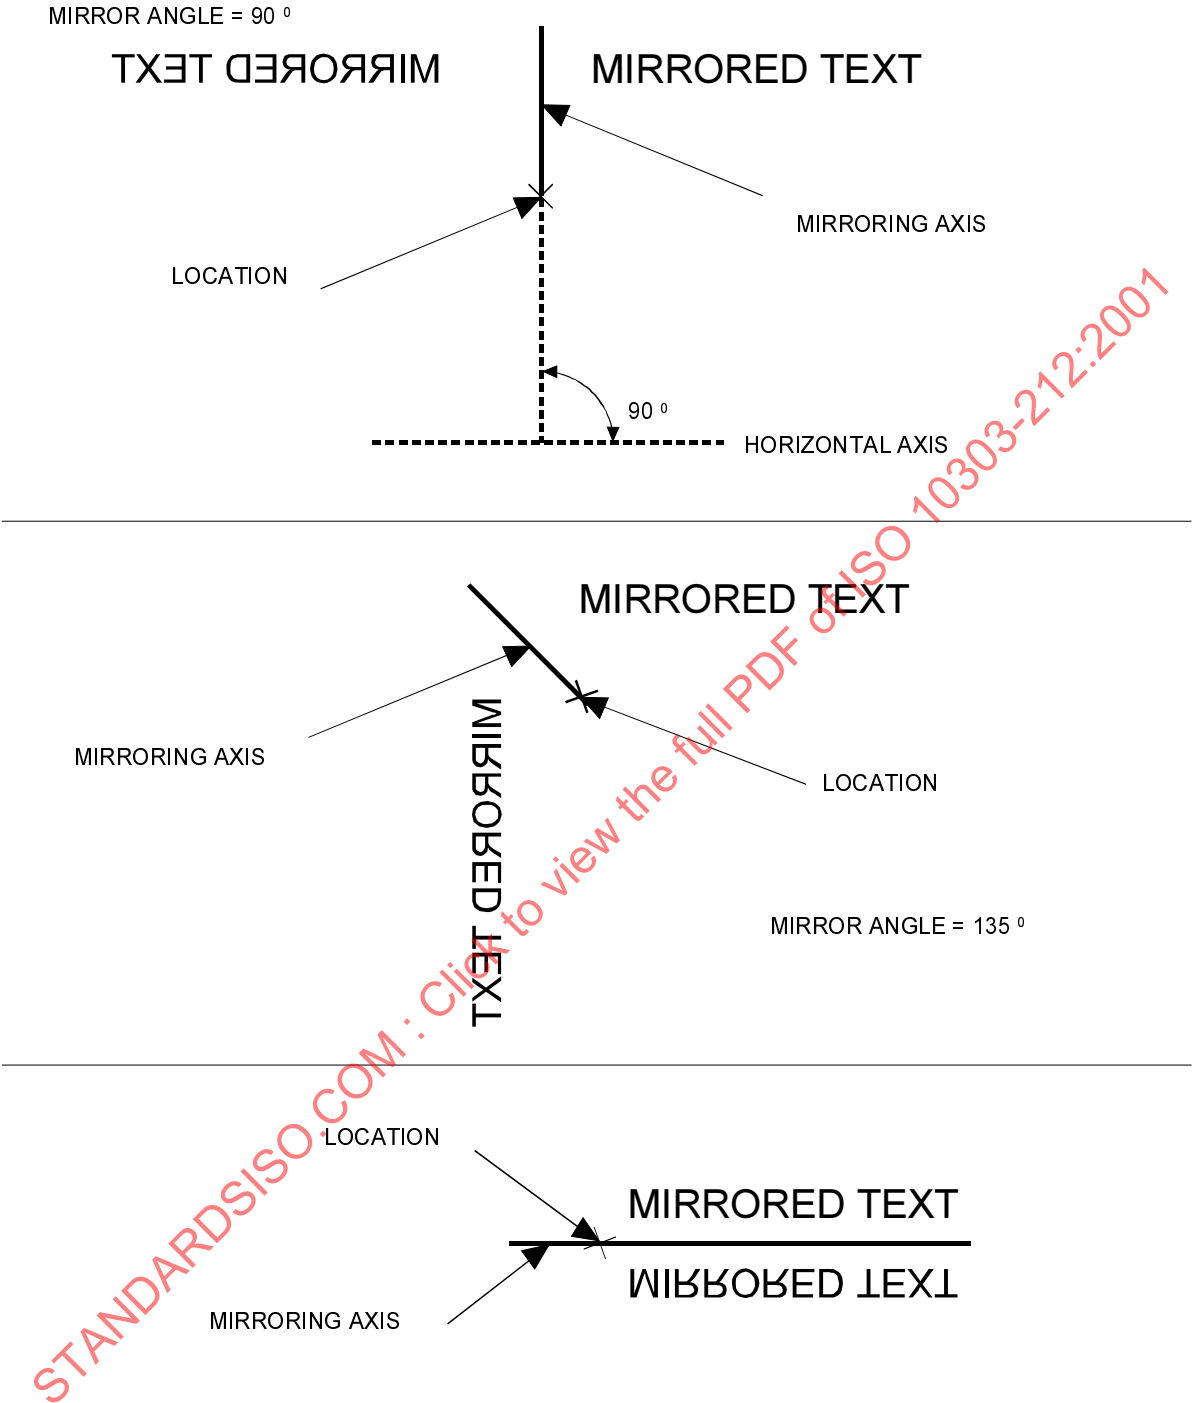 MIRROR ANGLE = 90 º
MIRRORED TEXT MIRRORED TEXT
MIRRORING AXIS
LOCATION
90 º
HORIZONTAL AXIS
MIRRORED TEXT
MIRRORING AXIS
LOCATION
MIRRORED TEXT
MIRROR ANGLE = 135 º
LOCATION
MIRRORED TEXT
MIRRORED TEXT
MIRRORING AXIS
STANDARDSISO.COM : Click to view the full PDF of ISO 10303-212:2001